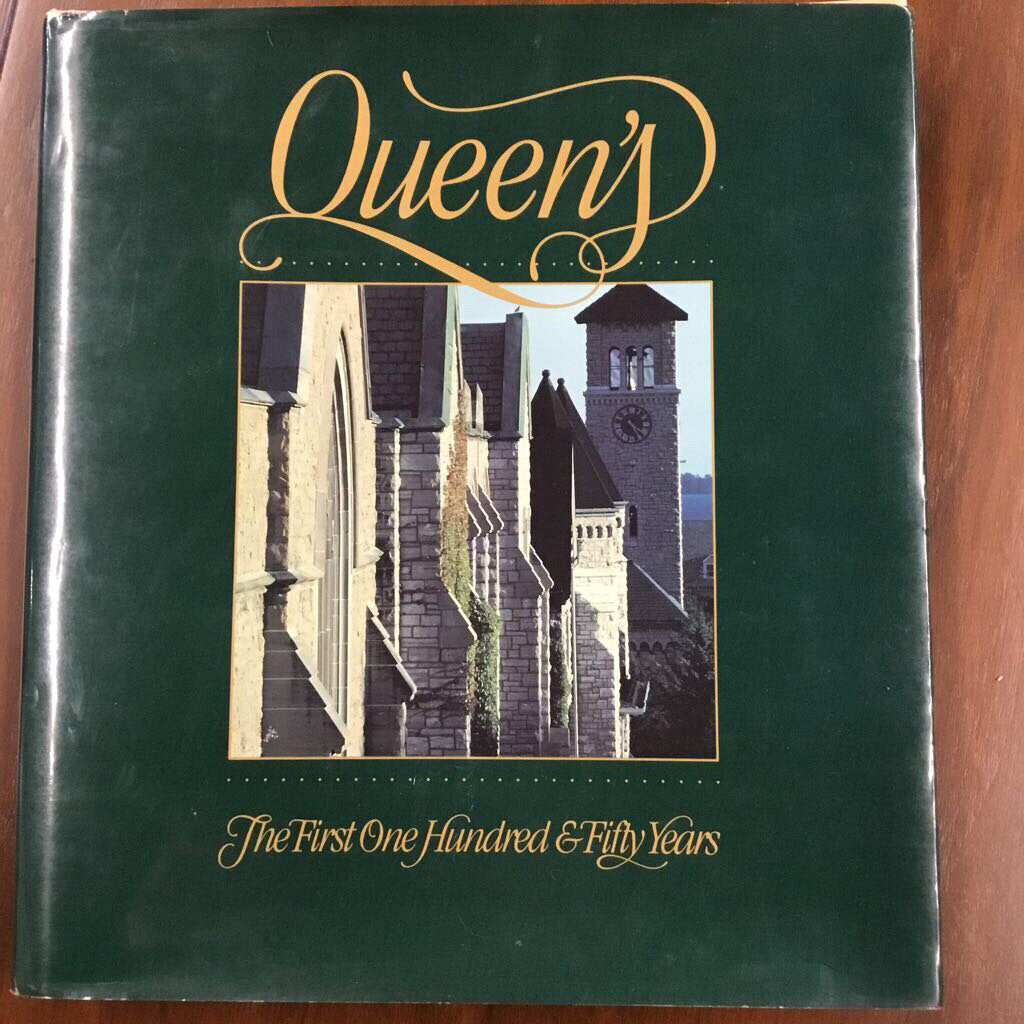 Queen's
The First One Hundred & Fifty Years